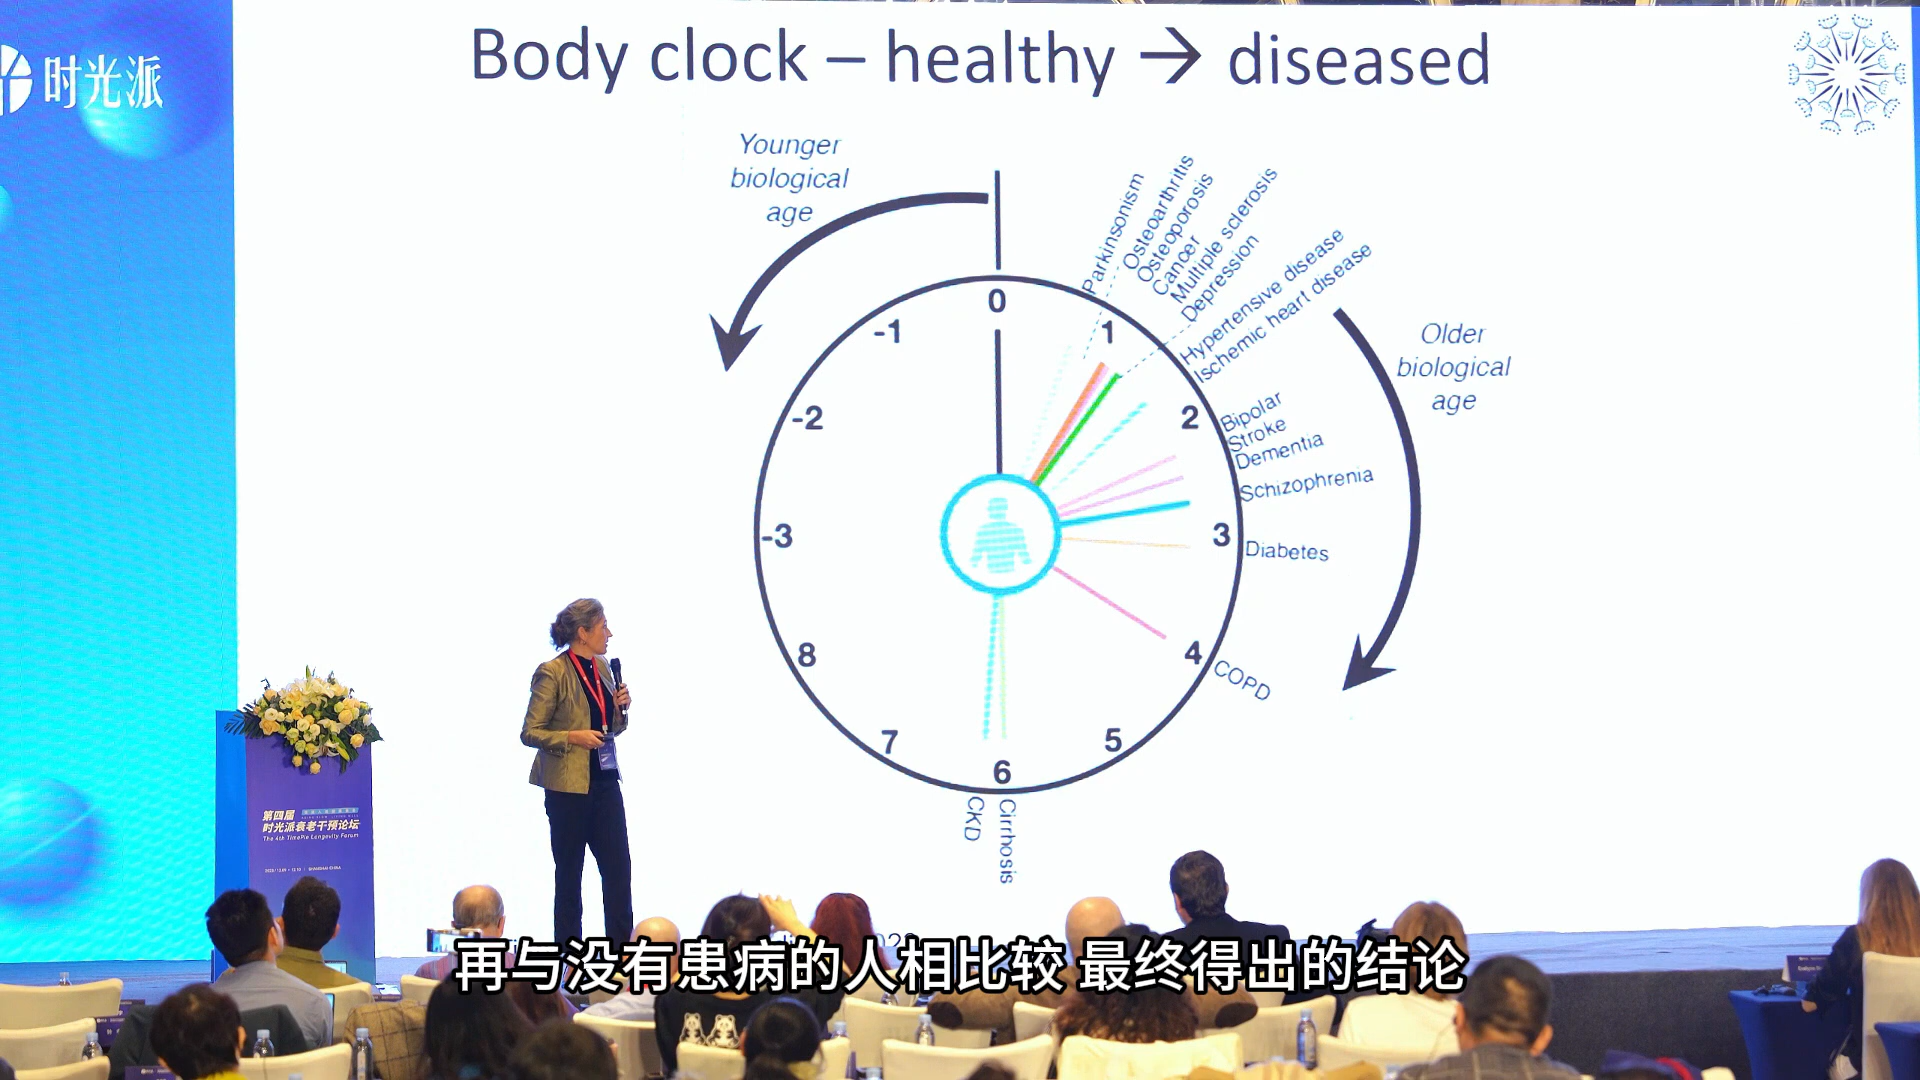 时光派
Body clock – healthy → diseased
Younger
biological
age
Parkinsonism
Osteoarthritis
Osteoporosis
Cancer
Multiple sclerosis
Depression
Hypertensive disease
Ischemic heart disease
Older
biological
age
0
-1
1
-2
2
-3
3
8
4
7
5
6
Bipolar
Stroke
Dementia
Schizophrenia
Diabetes
COPD
CKD
Cirrhosis
第四届
时光派衰老干预论坛
The 4th TimePie Longevity Forum
再与没有患病的人相比较 最终得出的结论